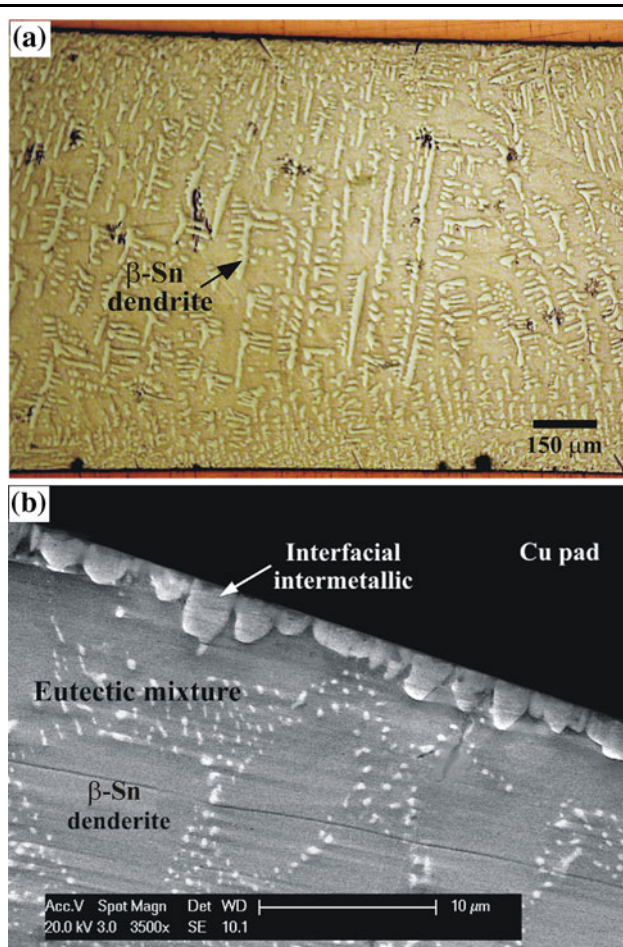 (a)
β-Sn
dendrite
150 μm
(b)
Interfacial
intermetallic
Cu pad
Eutectic mixture
β-Sn
denderite
Acc.V Spot Magn Det WD 10 μm
20.0 kV 3.0 3500x SE 10.1